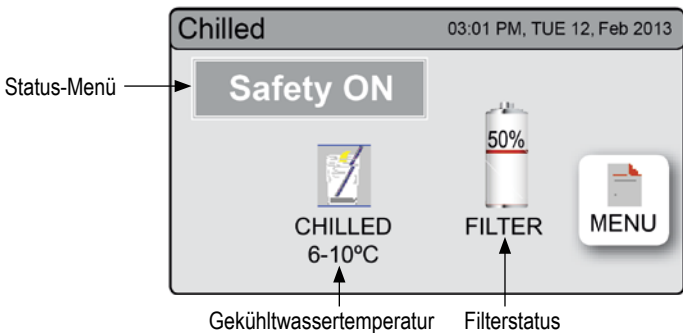 Chilled
03:01 PM, TUE 12, Feb 2013
Status-Menü
Safety ON
50%
CHILLED
6-10ºC
FILTER
MENU
Gekühltwassertemperatur
Filterstatus